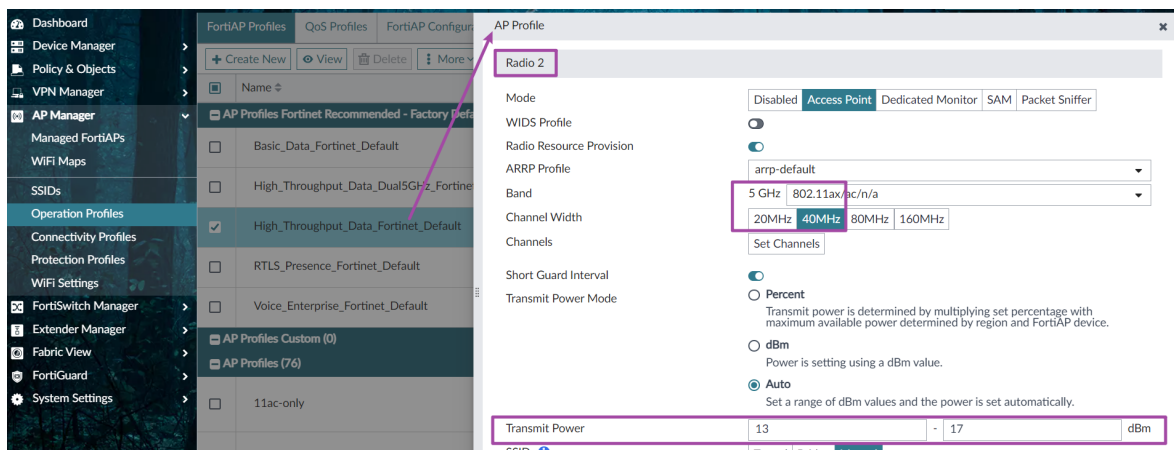 Dashboard
Device Manager
Policy & Objects
VPN Manager
AP Manager
Managed FortiAPs
WiFi Maps
SSIDs
Operation Profiles
Connectivity Profiles
Protection Profiles
WiFi Settings
FortiSwitch Manager
Extender Manager
Fabric View
FortiGuard
System Settings
FortiAP Profiles QoS Profiles FortiAP Configur
Create New View Delete More
Name
AP Profiles Fortinet Recommended - Factory Defa
Basic_Data_Fortinet_Default
High_Throughput_Data_Dual5GHz_Fortine
High_Throughput_Data_Fortinet_Default
RTLS_Presence_Fortinet_Default
Voice_Enterprise_Fortinet_Default
AP Profiles Custom (0)
AP Profiles (76)
11ac-only
AP Profile
Radio 2
Mode Disabled Access Point Dedicated Monitor SAM Packet Sniffer
WIDS Profile
Radio Resource Provision
ARRP Profile arrp-default
Band 5 GHz 802.11ax/ac/n/a
Channel Width 20MHz 40MHz 80MHz 160MHz
Channels Set Channels
Short Guard Interval
Transmit Power Mode Percent
Transmit power is determined by multiplying set percentage with
maximum available power determined by region and FortiAP device.
dBm
Power is setting using a dBm value.
Auto
Set a range of dBm values and the power is set automatically.
Transmit Power 13 - 17 dBm
SSID